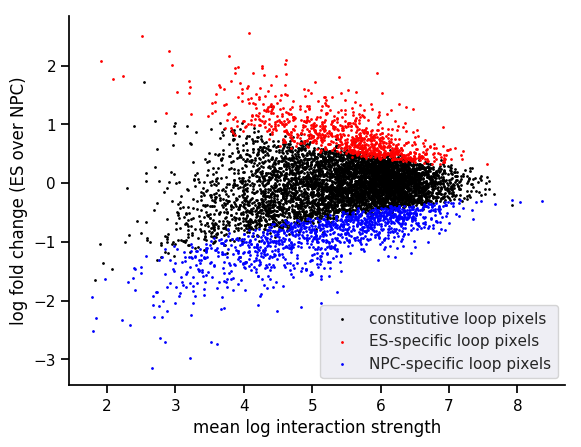 log fold change (ES over NPC)
2
1
0
−1
−2
−3
2 3 4 5 6 7 8
mean log interaction strength
constitutive loop pixels
ES-specific loop pixels
NPC-specific loop pixels